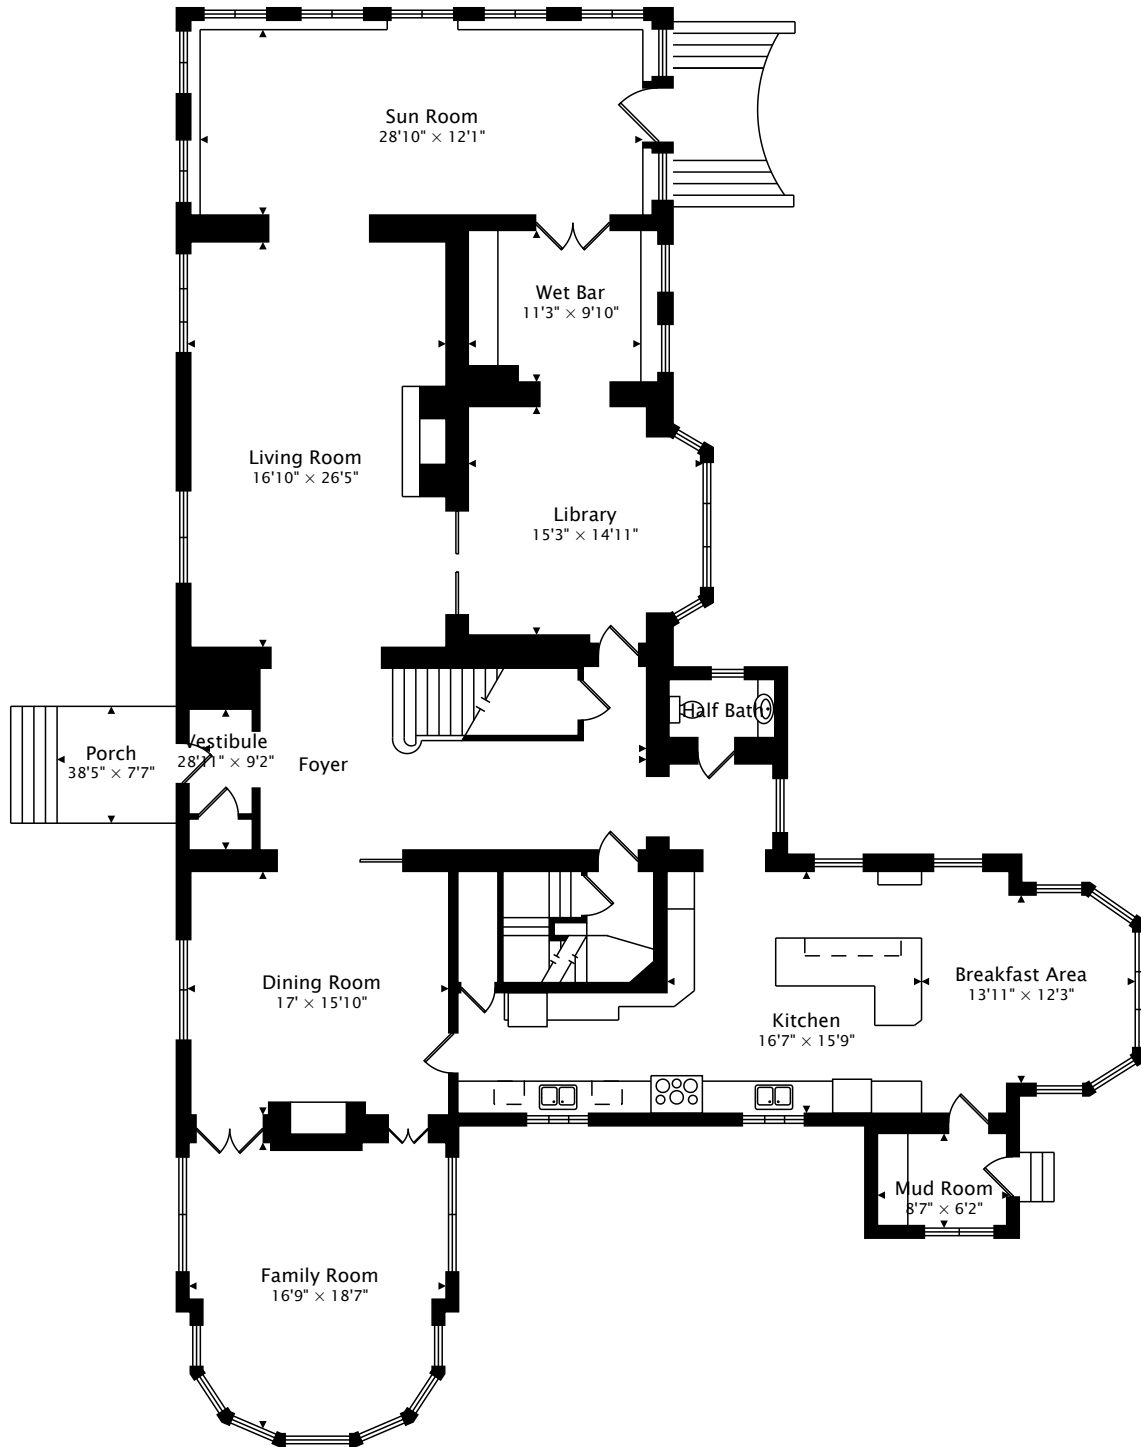 Sun Room
28'10" × 12'1"
Wet Bar
11'3" × 9'10"
Living Room
16'10" × 26'5"
Library
15'3" × 14'11"
Half Bath
Vestibule
28'11" × 9'2"
Porch
38'5" × 7'7"
Foyer
Dining Room
17' × 15'10"
Breakfast Area
13'11" × 12'3"
Kitchen
16'7" × 15'9"
Mud Room
8'7" × 6'2"
Family Room
16'9" × 18'7"